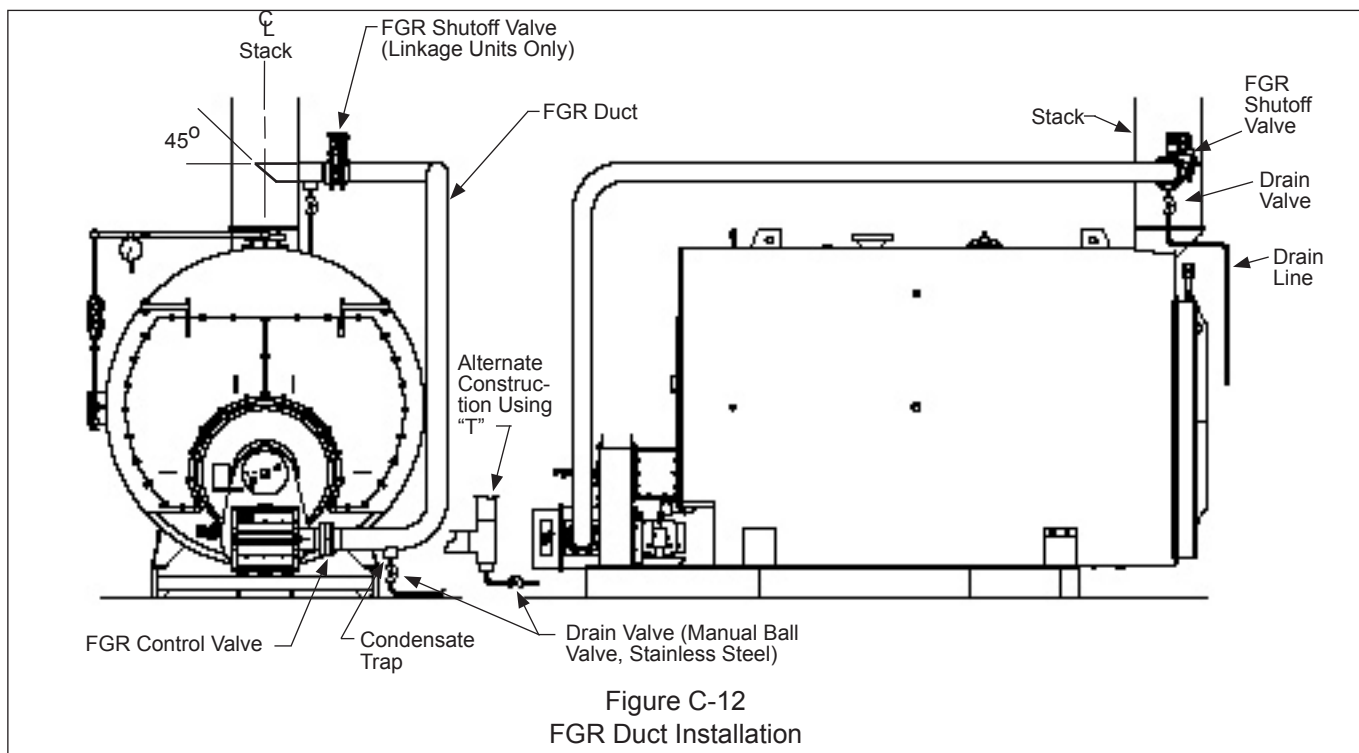 ℄
Stack
FGR Shutoff Valve
(Linkage Units Only)
FGR Duct
45°
Stack
FGR
Shutoff
Valve
Drain
Valve
Drain
Line
Alternate
Construc-
tion Using
“T”
FGR Control Valve
Condensate
Trap
Drain Valve (Manual Ball
Valve, Stainless Steel)
Figure C-12
FGR Duct Installation